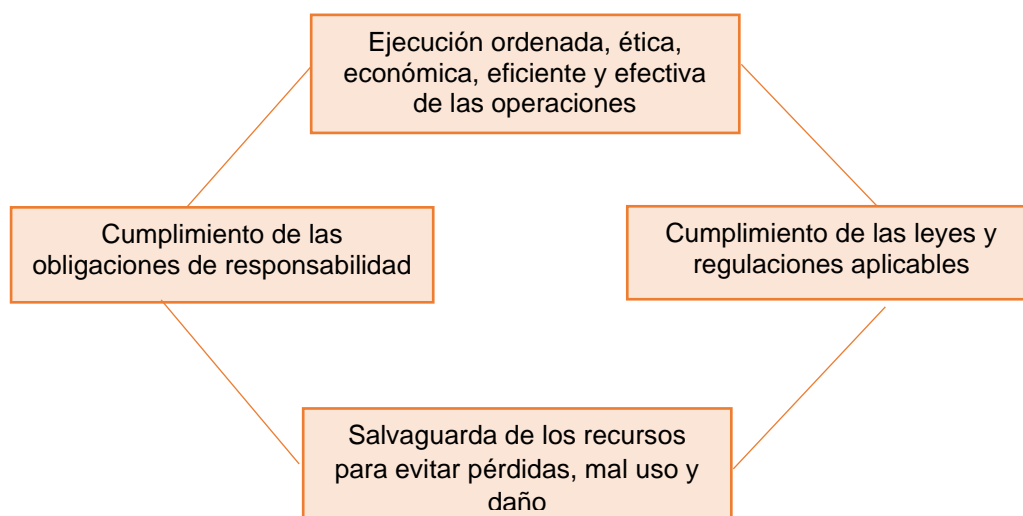 Ejecución ordenada, ética,
económica, eficiente y efectiva
de las operaciones
Cumplimiento de las
obligaciones de responsabilidad
Cumplimiento de las leyes y
regulaciones aplicables
Salvaguarda de los recursos
para evitar pérdidas, mal uso y
daño